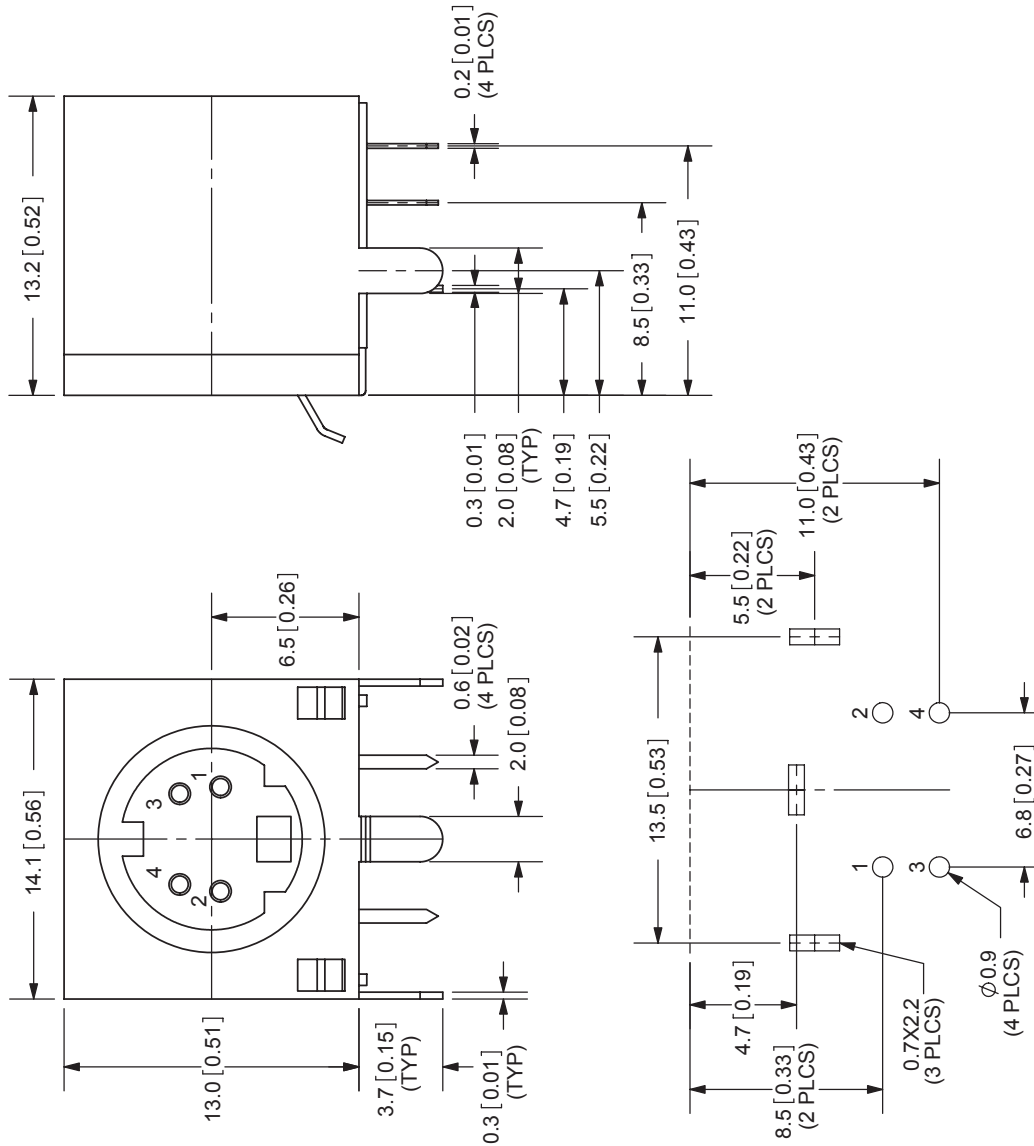 14.1 [0.56]
13.2 [0.52]
13.0 [0.51]
3.7 [0.15]
(TYP)
0.3 [0.01]
(TYP)
3
1
4
2
6.5 [0.26]
0.6 [0.02]
(4 PLCS)
2.0 [0.08]
0.2 [0.01]
(4 PLCS)
11.0 [0.43]
8.5 [0.33]
0.3 [0.01]
2.0 [0.08]
(TYP)
4.7 [0.19]
5.5 [0.22]
13.5 [0.53]
5.5 [0.22]
(2 PLCS)
11.0 [0.43]
(2 PLCS)
4.7 [0.19]
8.5 [0.33]
(2 PLCS)
1
2
3
4
0.7X2.2
(3 PLCS)
∅0.9
(4 PLCS)
6.8 [0.27]